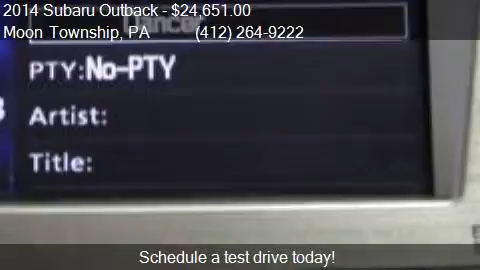 2014 Subaru Outback - $24,651.00
Moon Township, PA (412) 264-9222
Dancer
PTY:No-PTY
Artist:
Title:
Schedule a test drive today!